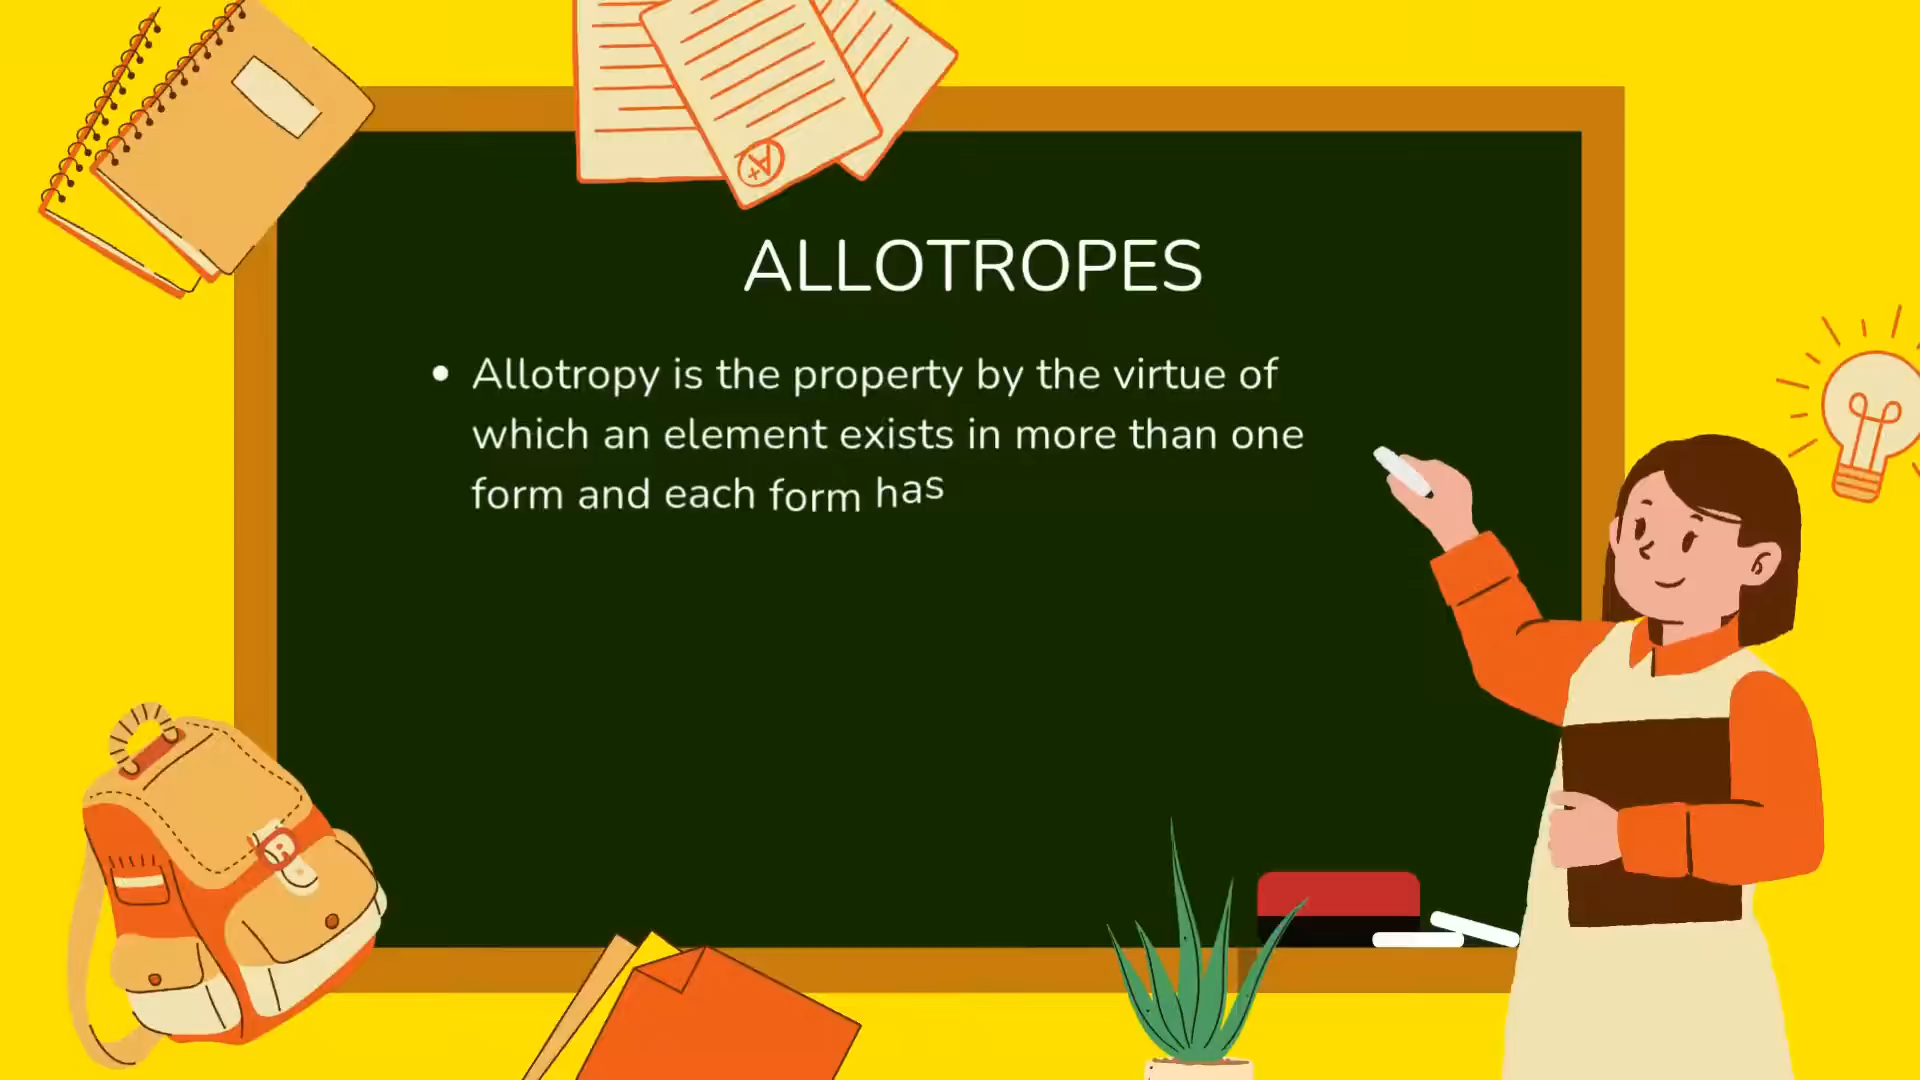 A+
ALLOTROPES
• Allotropy is the property by the virtue of
which an element exists in more than one
form and each form has